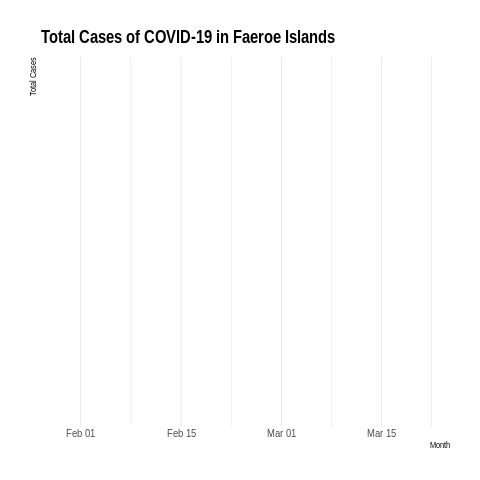 Total Cases of COVID-19 in Faeroe Islands
Total Cases
Feb 01
Feb 15
Mar 01
Mar 15
Month